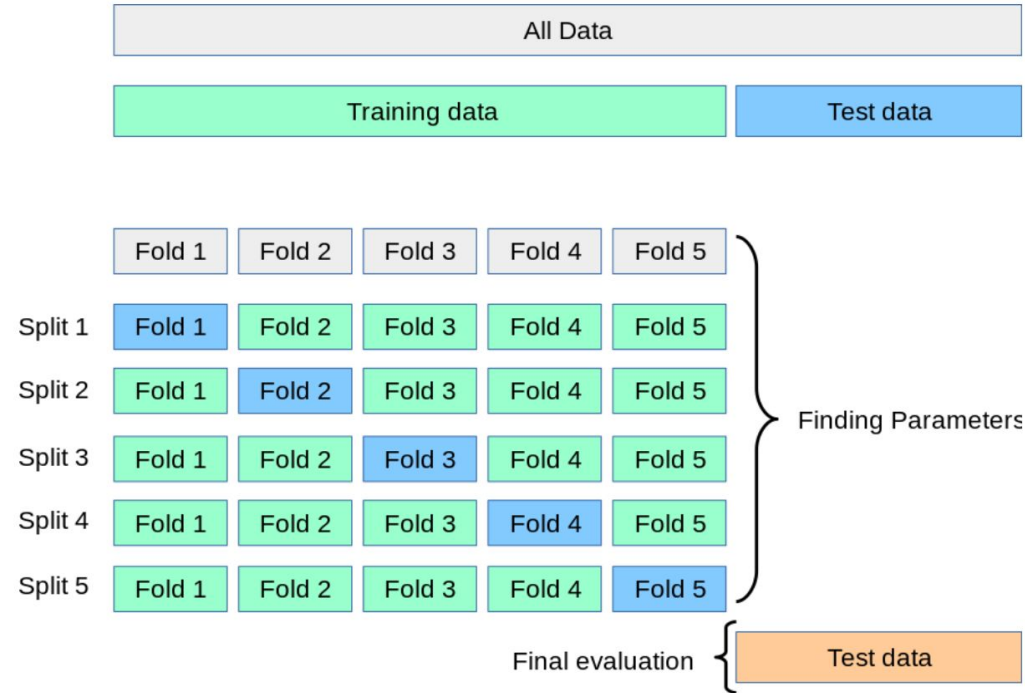 All Data
Training data Test data
Fold 1 Fold 2 Fold 3 Fold 4 Fold 5
Split 1 Fold 1 Fold 2 Fold 3 Fold 4 Fold 5
Split 2 Fold 1 Fold 2 Fold 3 Fold 4 Fold 5
Finding Parameters
Split 3 Fold 1 Fold 2 Fold 3 Fold 4 Fold 5
Split 4 Fold 1 Fold 2 Fold 3 Fold 4 Fold 5
Split 5 Fold 1 Fold 2 Fold 3 Fold 4 Fold 5
Final evaluation Test data